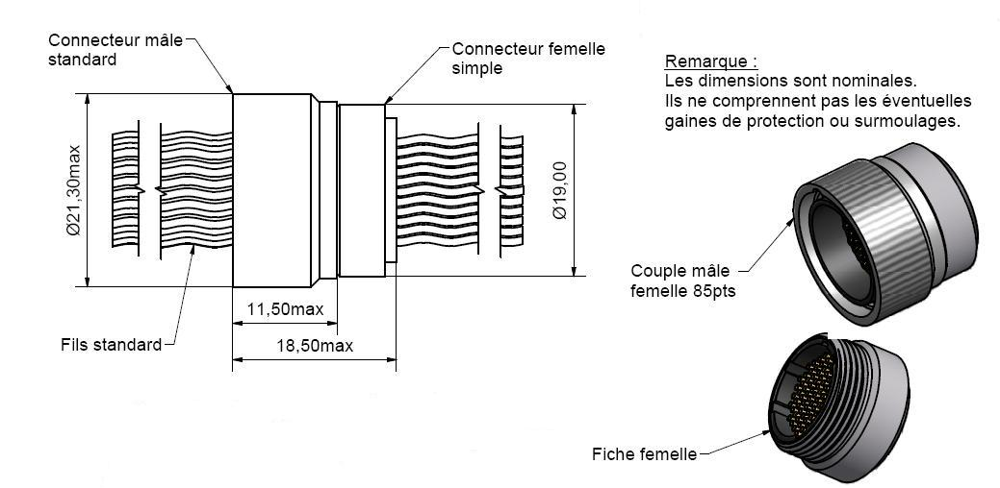 Connecteur mâle
standard
Connecteur femelle
simple
Remarque :
Les dimensions sont nominales.
Ils ne comprennent pas les éventuelles
gaines de protection ou surmoulages.
Ø21,30max
Ø19,00
Couple mâle
femelle 85pts
11,50max
Fils standard
18,50max
Fiche femelle